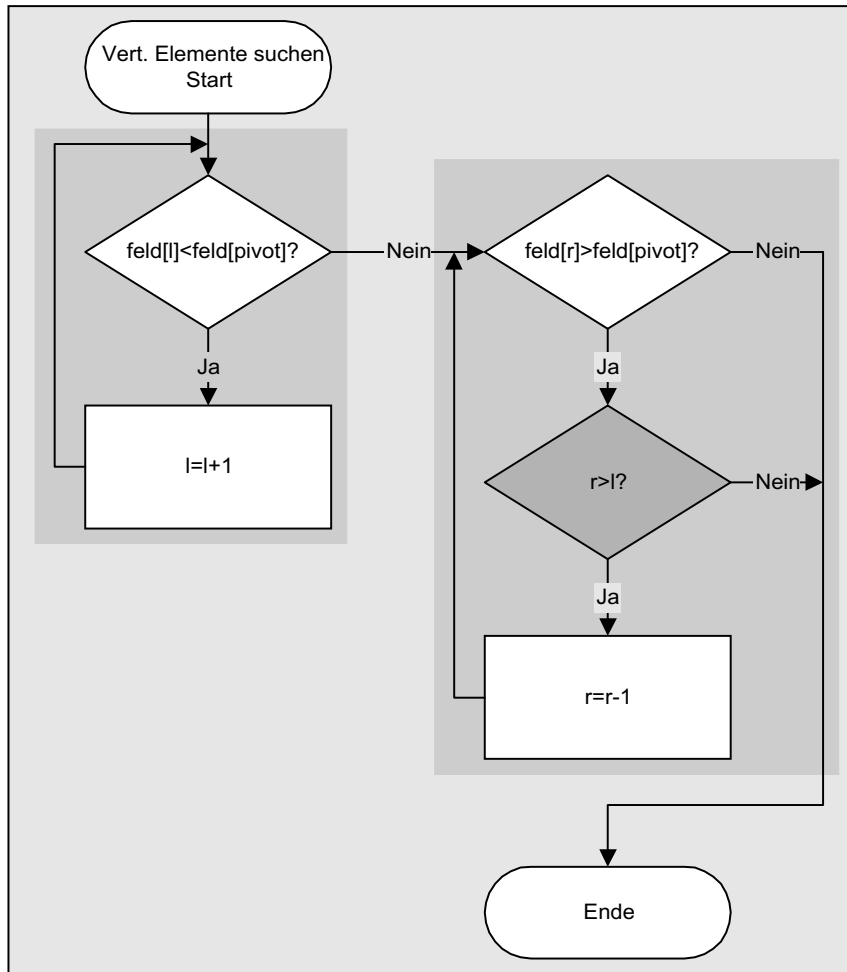 Vert. Elemente suchen
Start
feld[l]<feld[pivot]?
Nein
Ja
l=l+1
feld[r]>feld[pivot]?
Nein
Ja
r>l?
Nein
Ja
r=r-1
Ende